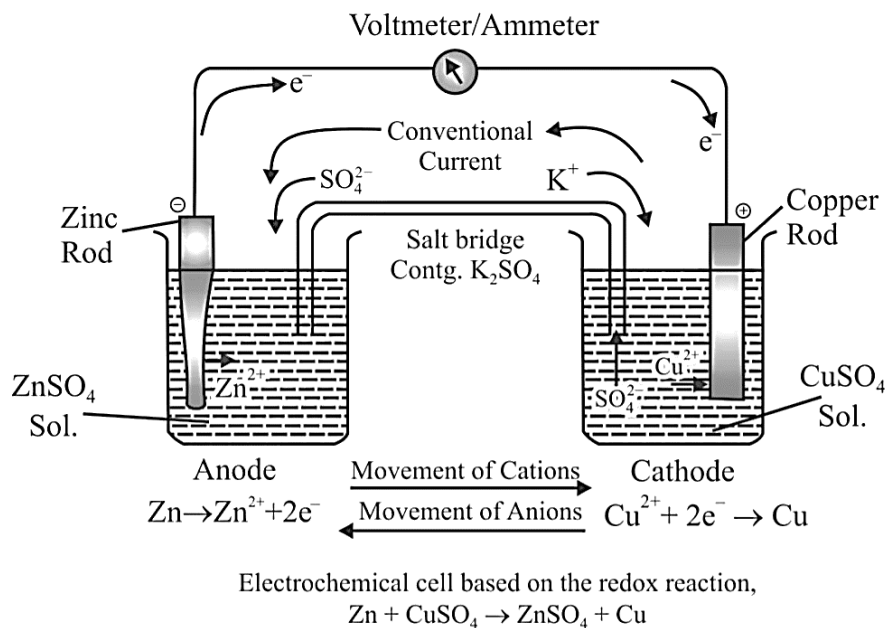 Voltmeter/Ammeter
e⁻
e⁻
Conventional
Current
SO₄²⁻
K⁺
⊖
⊕
Zinc
Rod
Copper
Rod
Salt bridge
Contg. K₂SO₄
Zn²⁺
Cu²⁺
SO₄²⁻
ZnSO₄
Sol.
CuSO₄
Sol.
Anode
Movement of Cations
Cathode
Zn→Zn²⁺+2e⁻
Movement of Anions
Cu²⁺ + 2e⁻ → Cu
Electrochemical cell based on the redox reaction,
Zn + CuSO₄ → ZnSO₄ + Cu